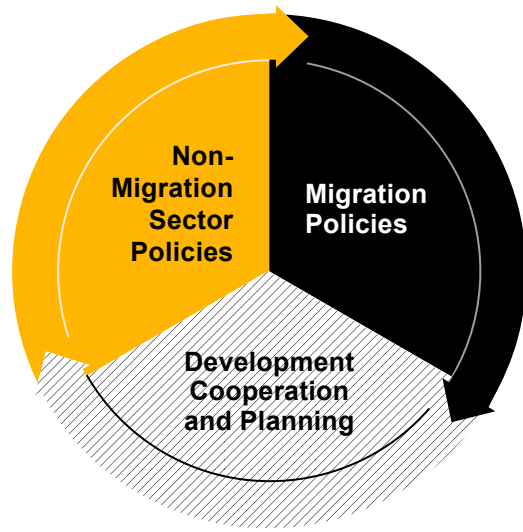 Non-
Migration
Sector
Policies
Migration
Policies
Development
Cooperation
and Planning